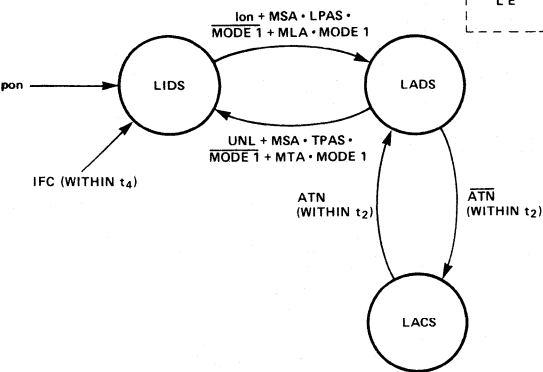 L E
lon + MSA • LPAS •
MODE 1 + MLA • MODE 1
pon
LIDS
LADS
UNL + MSA • TPAS •
MODE 1 + MTA • MODE 1
IFC (WITHIN t4)
ATN
(WITHIN t2)
ATN
(WITHIN t2)
LACS